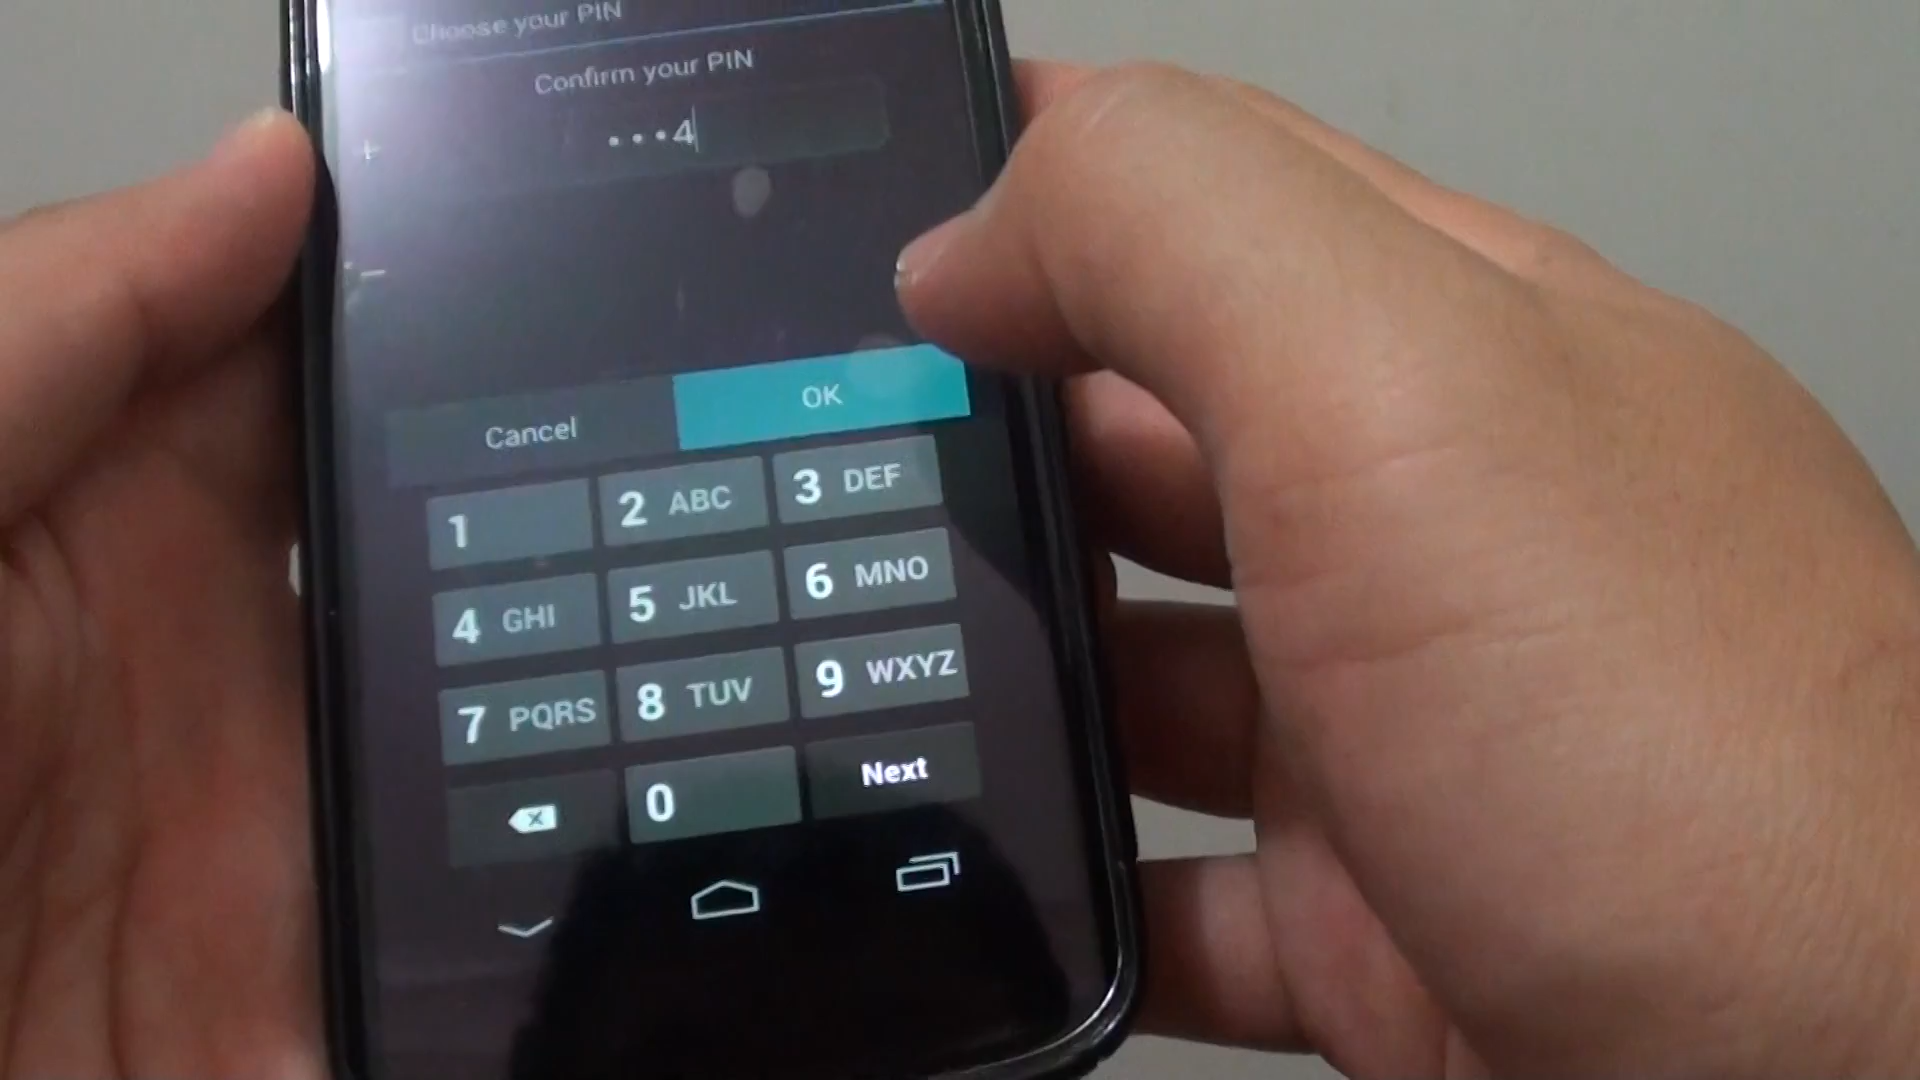 Choose your PIN
Confirm your PIN
•••4
+
−
Cancel OK
1 2 ABC 3 DEF
4 GHI 5 JKL 6 MNO
7 PQRS 8 TUV 9 WXYZ
0 Next